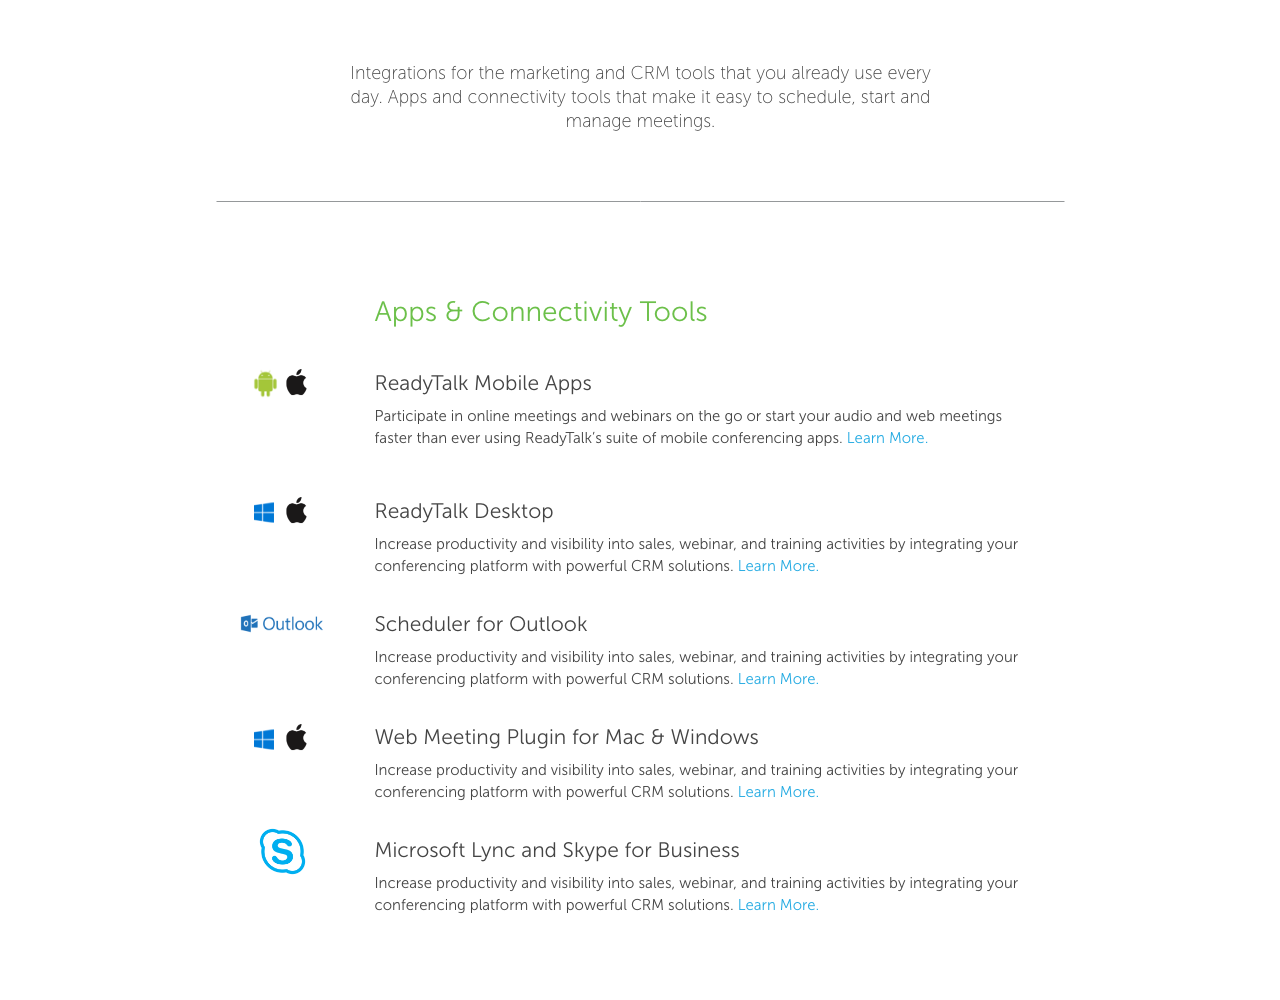 Integrations for the marketing and CRM tools that you already use every
day. Apps and connectivity tools that make it easy to schedule, start and
manage meetings.
Apps & Connectivity Tools
ReadyTalk Mobile Apps
Participate in online meetings and webinars on the go or start your audio and web meetings
faster than ever using ReadyTalk’s suite of mobile conferencing apps. Learn More.
ReadyTalk Desktop
Increase productivity and visibility into sales, webinar, and training activities by integrating your
conferencing platform with powerful CRM solutions. Learn More.
Outlook
Scheduler for Outlook
Increase productivity and visibility into sales, webinar, and training activities by integrating your
conferencing platform with powerful CRM solutions. Learn More.
Web Meeting Plugin for Mac & Windows
Increase productivity and visibility into sales, webinar, and training activities by integrating your
conferencing platform with powerful CRM solutions. Learn More.
Microsoft Lync and Skype for Business
Increase productivity and visibility into sales, webinar, and training activities by integrating your
conferencing platform with powerful CRM solutions. Learn More.